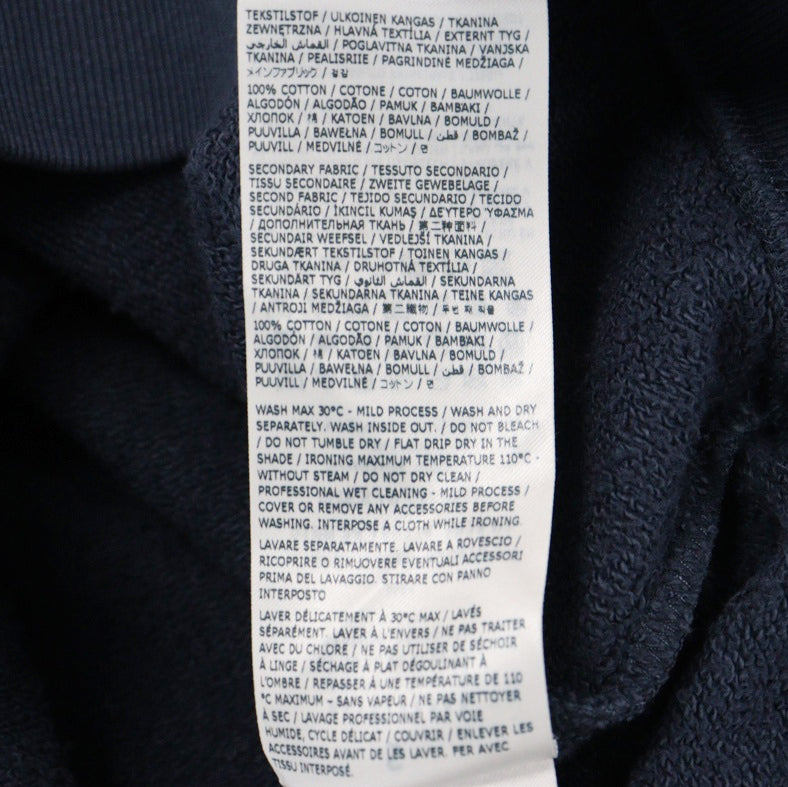 TEKSTILSTOF / ULKOINEN KANGAS / TKANINA
ZEWNĘTRZNA / HLAVNÁ TEXTÍLIA / EXTERNT TYG /
القماش الخارجي / POGLAVITNA TKANINA / VANJSKA
TKANINA / PEALISRIIE / PAGRINDINĖ MEDŽIAGA /
メインファブリック / 겉감
100% COTTON / COTONE / COTON / BAUMWOLLE /
ALGODÓN / ALGODÃO / PAMUK / BAMBAKI /
ХЛОПОК / 棉 / KATOEN / BAVLNA / BOMULD /
PUUVILLA / BAWEŁNA / BOMULL / قطن / BOMBAŽ /
PUUVILL / MEDVILNĖ / コットン / 면
SECONDARY FABRIC / TESSUTO SECONDARIO /
TISSU SECONDAIRE / ZWEITE GEWEBELAGE /
SECOND FABRIC / TEJIDO SECUNDARIO / TECIDO
SECUNDÁRIO / İKINCIL KUMAŞ / ΔΕΥΤΕΡΟ ΎΦΑΣΜΑ
/ ДОПОЛНИТЕЛЬНАЯ ТКАНЬ / 第二种面料 /
SECUNDAIR WEEFSEL / VEDLEJŠÍ TKANINA /
SEKUNDÆRT TEKSTILSTOF / TOINEN KANGAS /
DRUGA TKANINA / DRUHOTNÁ TEXTÍLIA /
SEKUNDÄRT TYG / القماش الثانوي / SEKUNDARNA
TKANINA / SEKUNDARNA TKANINA / TEINE KANGAS
/ ANTROJI MEDŽIAGA / 第二織物 / 두번 째 직물
100% COTTON / COTONE / COTON / BAUMWOLLE /
ALGODÓN / ALGODÃO / PAMUK / BAMBAKI /
ХЛОПОК / 棉 / KATOEN / BAVLNA / BOMULD /
PUUVILLA / BAWEŁNA / BOMULL / قطن / BOMBAŽ /
PUUVILL / MEDVILNĖ / コットン / 면
WASH MAX 30°C - MILD PROCESS / WASH AND DRY
SEPARATELY. WASH INSIDE OUT. / DO NOT BLEACH
/ DO NOT TUMBLE DRY / FLAT DRIP DRY IN THE
SHADE / IRONING MAXIMUM TEMPERATURE 110°C -
WITHOUT STEAM / DO NOT DRY CLEAN /
PROFESSIONAL WET CLEANING - MILD PROCESS /
COVER OR REMOVE ANY ACCESSORIES BEFORE
WASHING. INTERPOSE A CLOTH WHILE IRONING.
LAVARE SEPARATAMENTE. LAVARE A ROVESCIO /
RICOPRIRE O RIMUOVERE EVENTUALI ACCESSORI
PRIMA DEL LAVAGGIO. STIRARE CON PANNO
INTERPOSTO
LAVER DÉLICATEMENT À 30°C MAX / LAVÉS
SÉPARÉMENT. LAVER À L'ENVERS / NE PAS TRAITER
AVEC DU CHLORE / NE PAS UTILISER DE SÉCHOIR
À LINGE / SÉCHAGE À PLAT DÉGOULINANT À
L'OMBRE / REPASSER À UNE TEMPÉRATURE DE 110
°C MAXIMUM - SANS VAPEUR / NE PAS NETTOYER
À SEC / LAVAGE PROFESSIONNEL PAR VOIE
HUMIDE, CYCLE DÉLICAT / COUVRIR / ENLEVER LES
ACCESSOIRES AVANT DE LES LAVER. FER AVEC
TISSU INTERPOSÉ.